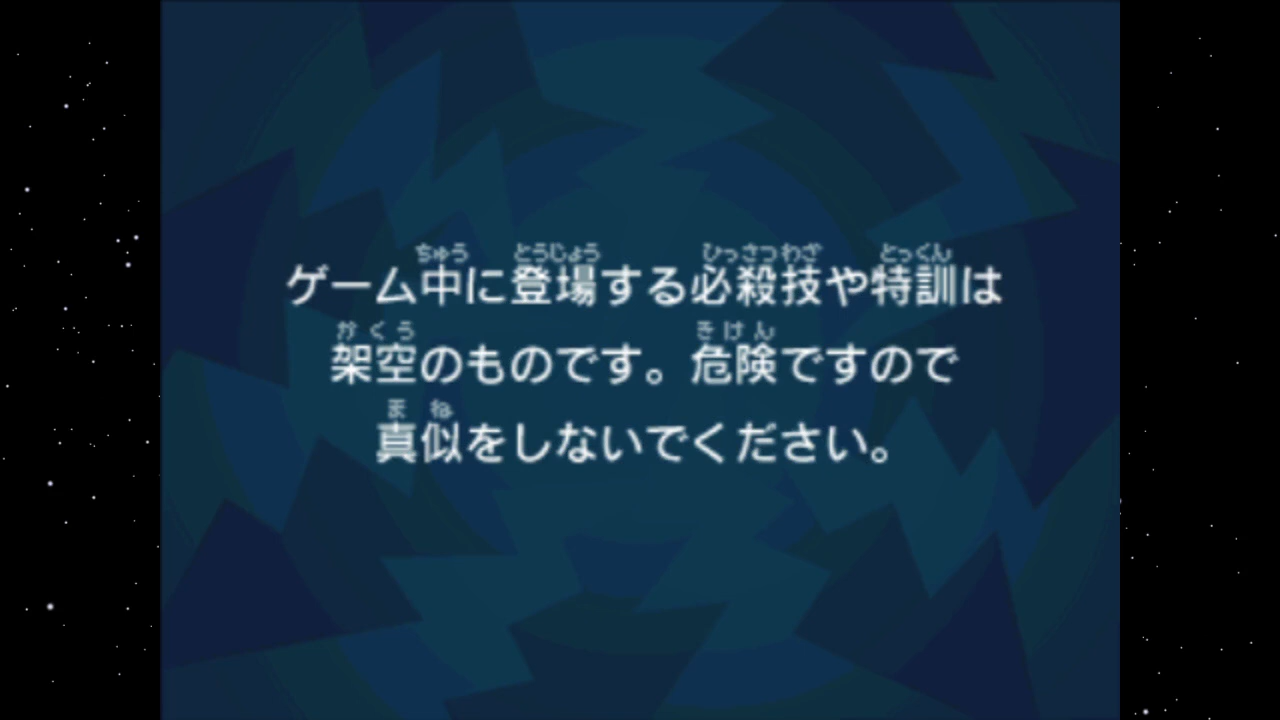 ゲーム中に登場する必殺技や特訓は
架空のものです。危険ですので
真似をしないでください。